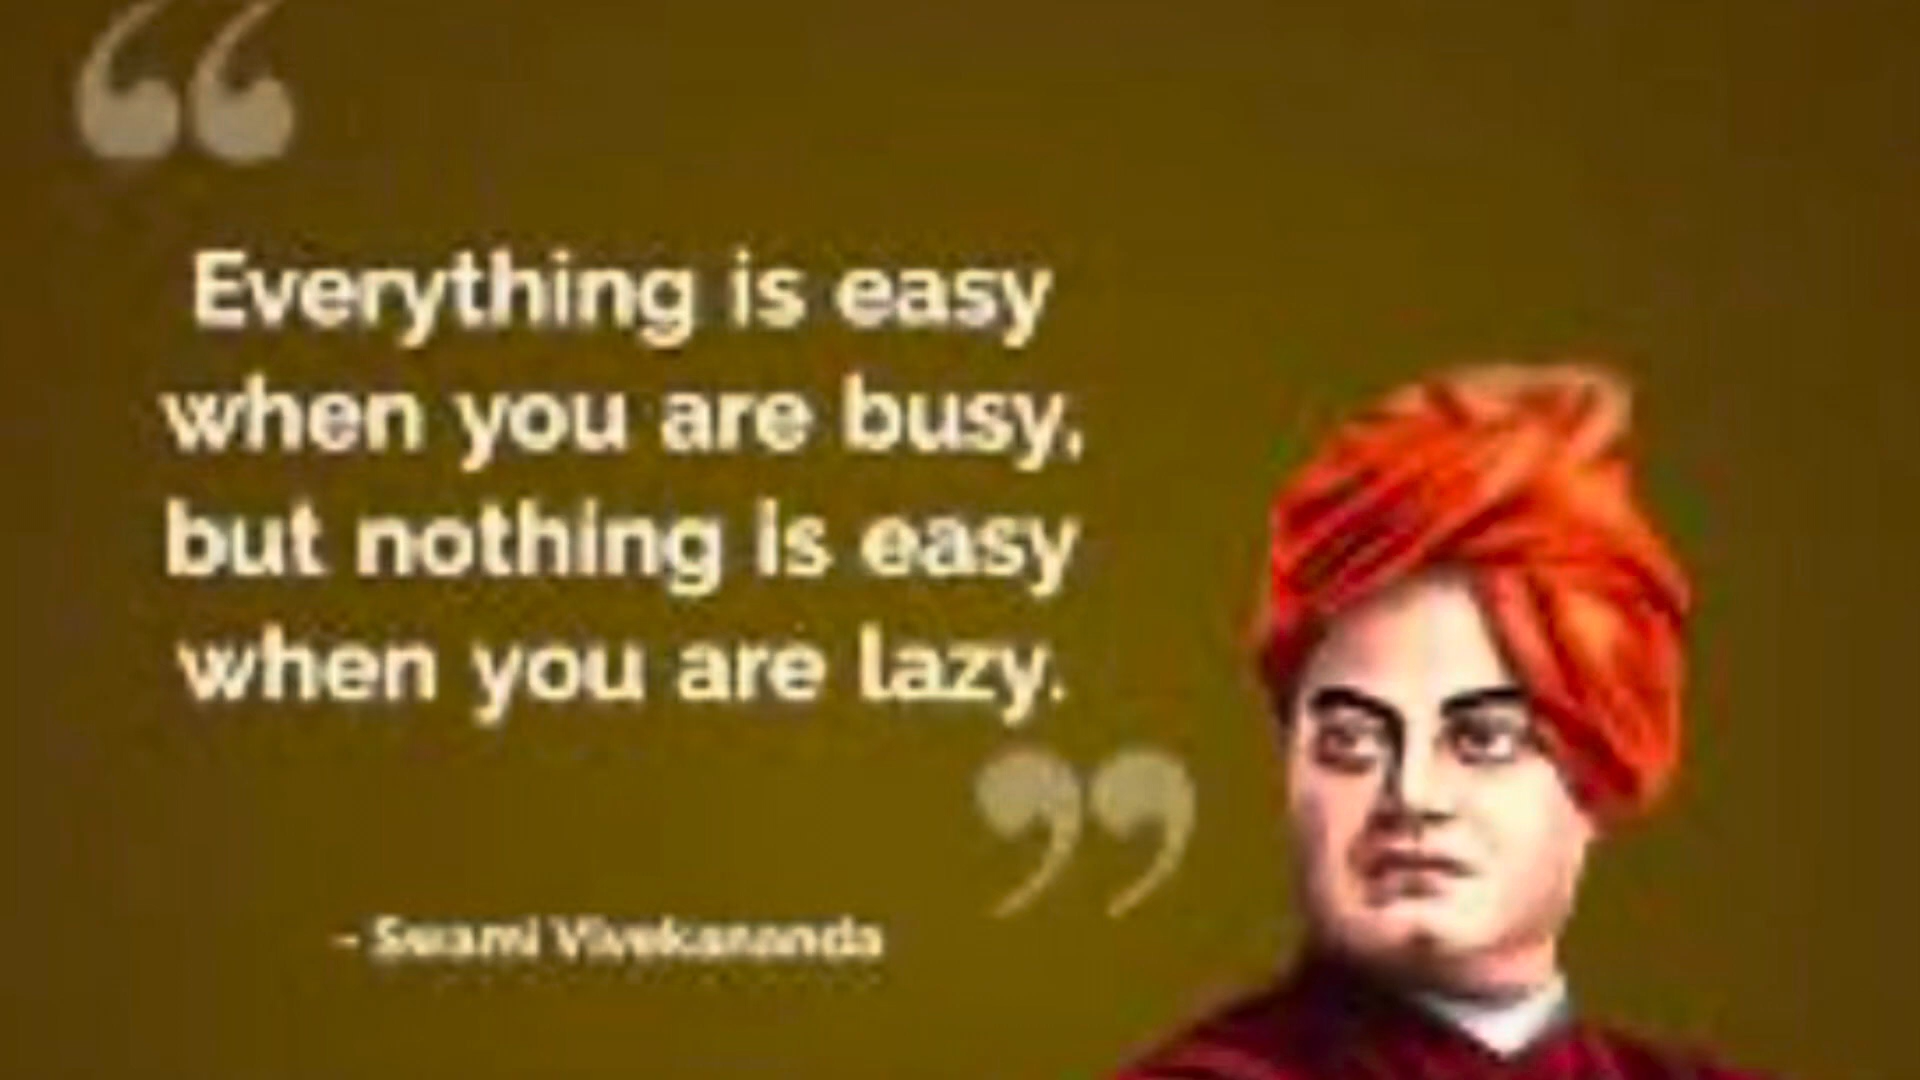 “
Everything is easy
when you are busy,
but nothing is easy
when you are lazy.
”
- Swami Vivekananda